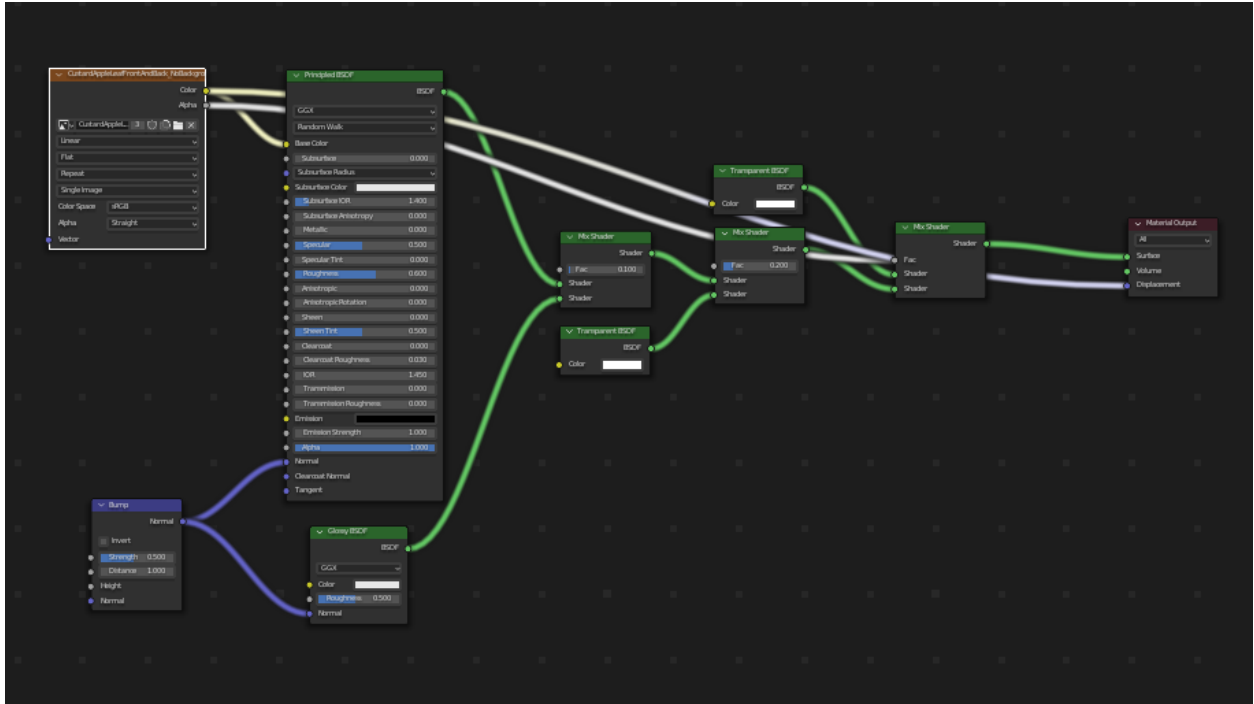 CustardAppleLeafFrontAndBack_NoBackgro
Color
Alpha
CustardApplel...
3
Linear
Flat
Repeat
Single Image
Color Space
sRGB
Alpha
Straight
Vector
Principled BSDF
BSDF
GGX
Random Walk
Base Color
Subsurface 0.000
Subsurface Radius
Subsurface Color
Subsurface IOR 1.400
Subsurface Anisotropy 0.000
Metallic 0.000
Specular 0.500
Specular Tint 0.000
Roughness 0.600
Anisotropic 0.000
Anisotropic Rotation 0.000
Sheen 0.000
Sheen Tint 0.500
Clearcoat 0.000
Clearcoat Roughness 0.030
IOR 1.450
Transmission 0.000
Transmission Roughness 0.000
Emission
Emission Strength 1.000
Alpha 1.000
Normal
Clearcoat Normal
Tangent
Bump
Normal
Invert
Strength 0.500
Distance 1.000
Height
Normal
Glossy BSDF
BSDF
GGX
Color
Roughness 0.500
Normal
Mix Shader
Shader
Fac 0.100
Shader
Shader
Transparent BSDF
BSDF
Color
Transparent BSDF
BSDF
Color
Mix Shader
Shader
Fac 0.200
Shader
Shader
Mix Shader
Shader
Fac
Shader
Shader
Material Output
All
Surface
Volume
Displacement